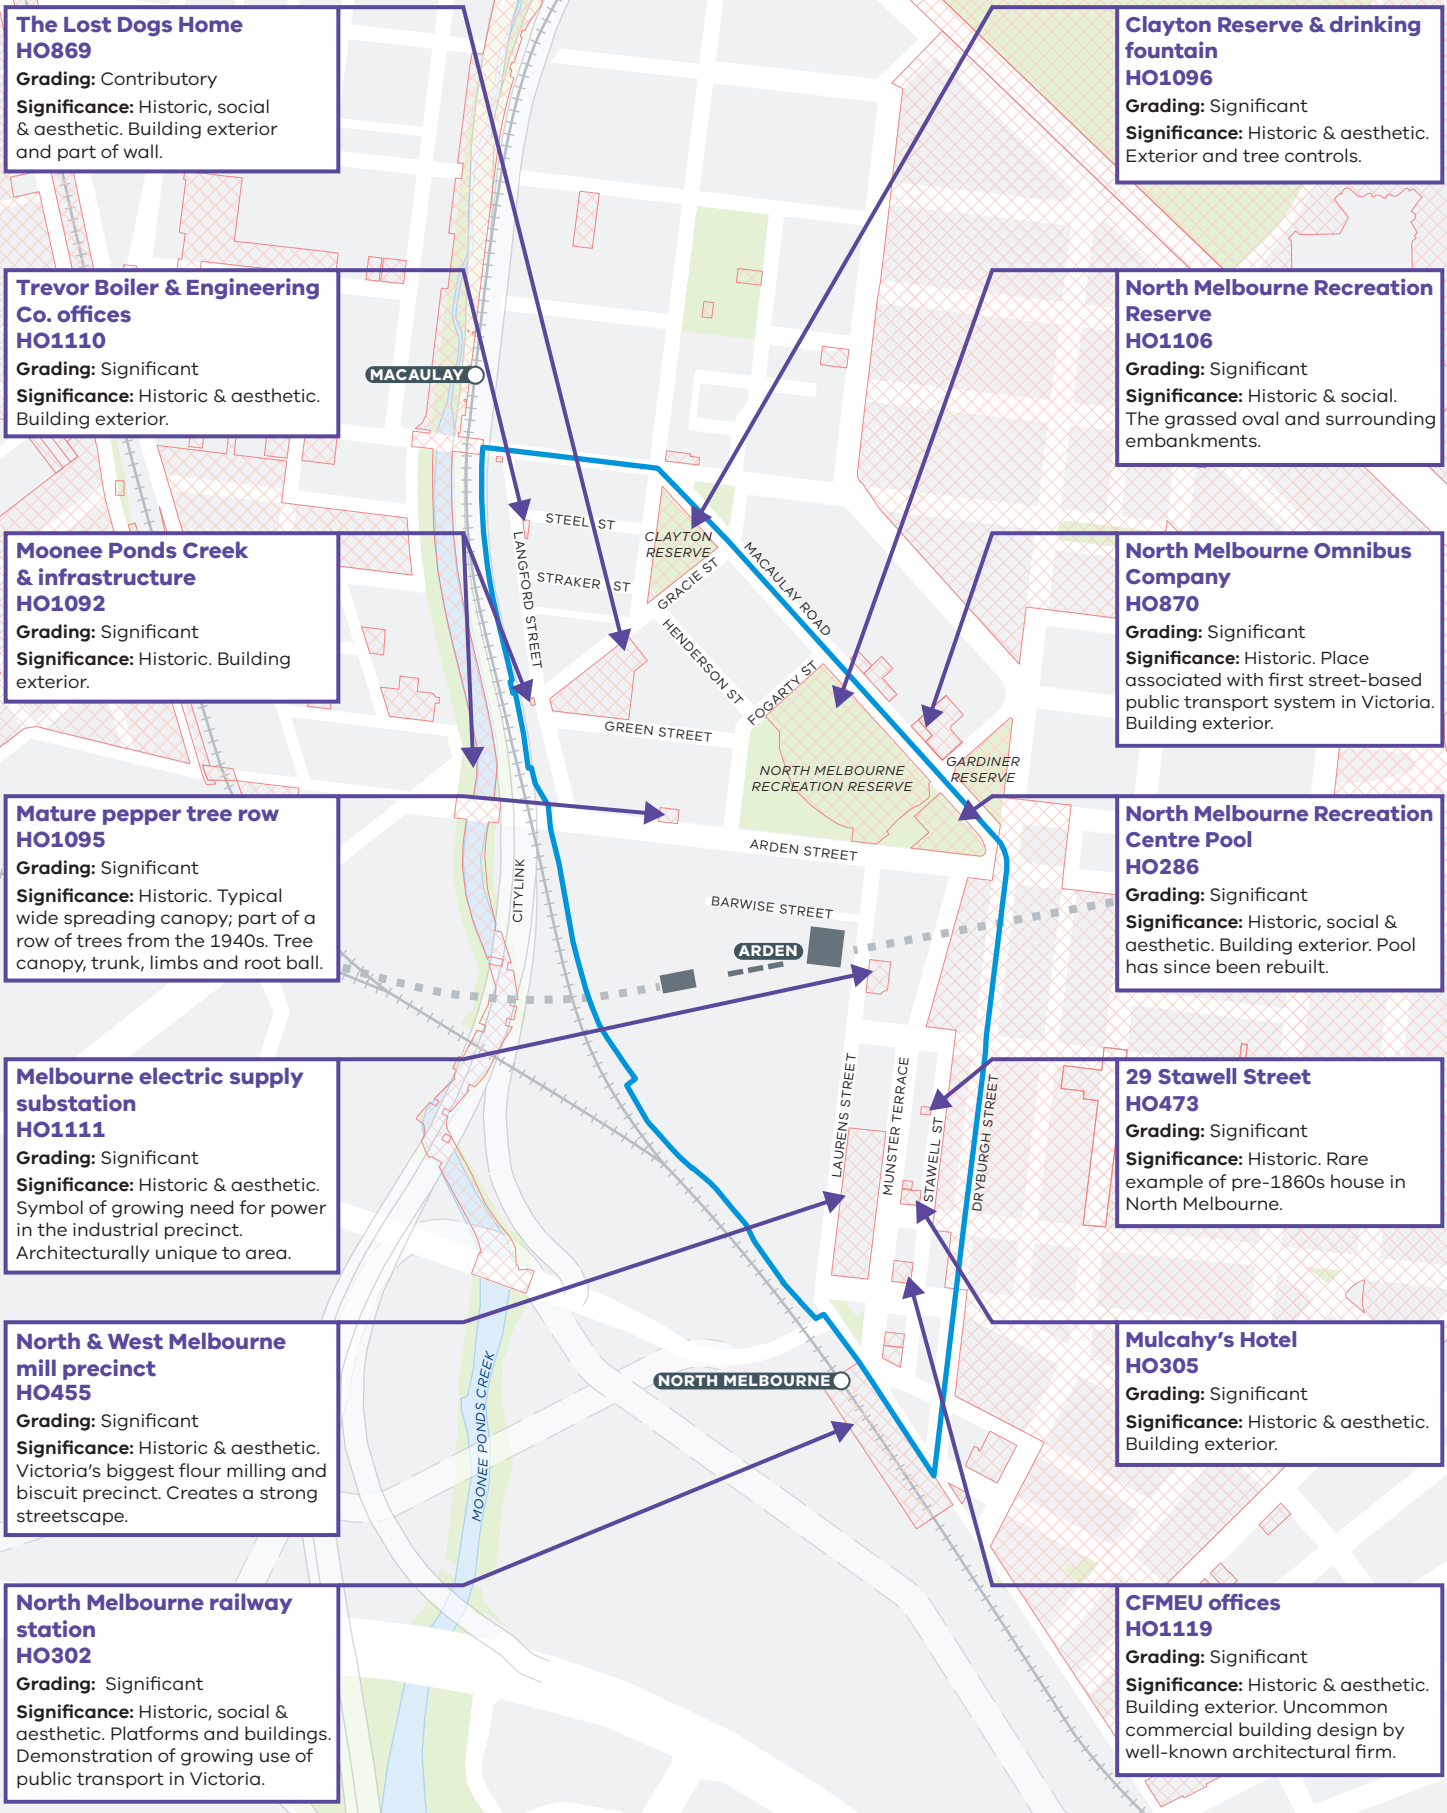 The Lost Dogs Home
HO869
Grading: Contributory
Significance: Historic, social
& aesthetic. Building exterior
and part of wall.
Trevor Boiler & Engineering
Co. offices
HO1110
Grading: Significant
Significance: Historic & aesthetic.
Building exterior.
Moonee Ponds Creek
& infrastructure
HO1092
Grading: Significant
Significance: Historic. Building
exterior.
Mature pepper tree row
HO1095
Grading: Significant
Significance: Historic. Typical
wide spreading canopy; part of a
row of trees from the 1940s. Tree
canopy, trunk, limbs and root ball.
Melbourne electric supply
substation
HO1111
Grading: Significant
Significance: Historic & aesthetic.
Symbol of growing need for power
in the industrial precinct.
Architecturally unique to area.
North & West Melbourne
mill precinct
HO455
Grading: Significant
Significance: Historic & aesthetic.
Victoria's biggest flour milling and
biscuit precinct. Creates a strong
streetscape.
North Melbourne railway
station
HO302
Grading: Significant
Significance: Historic, social &
aesthetic. Platforms and buildings.
Demonstration of growing use of
public transport in Victoria.
MACAULAY
STEEL ST
CLAYTON
RESERVE
LANGFORD STREET
STRAKER ST
GRACIE ST
MACAULAY ROAD
HENDERSON ST
FOGARTY ST
GREEN STREET
NORTH MELBOURNE
RECREATION RESERVE
GARDINER
RESERVE
ARDEN STREET
CITYLINK
BARWISE STREET
ARDEN
LAURENS STREET
MUNSTER TERRACE
STAWELL ST
DRYBURGH STREET
NORTH MELBOURNE
MOONEE PONDS CREEK
Clayton Reserve & drinking
fountain
HO1096
Grading: Significant
Significance: Historic & aesthetic.
Exterior and tree controls.
North Melbourne Recreation
Reserve
HO1106
Grading: Significant
Significance: Historic & social.
The grassed oval and surrounding
embankments.
North Melbourne Omnibus
Company
HO870
Grading: Significant
Significance: Historic. Place
associated with first street-based
public transport system in Victoria.
Building exterior.
North Melbourne Recreation
Centre Pool
HO286
Grading: Significant
Significance: Historic, social &
aesthetic. Building exterior. Pool
has since been rebuilt.
29 Stawell Street
HO473
Grading: Significant
Significance: Historic. Rare
example of pre-1860s house in
North Melbourne.
Mulcahy's Hotel
HO305
Grading: Significant
Significance: Historic & aesthetic.
Building exterior.
CFMEU offices
HO1119
Grading: Significant
Significance: Historic & aesthetic.
Building exterior. Uncommon
commercial building design by
well-known architectural firm.